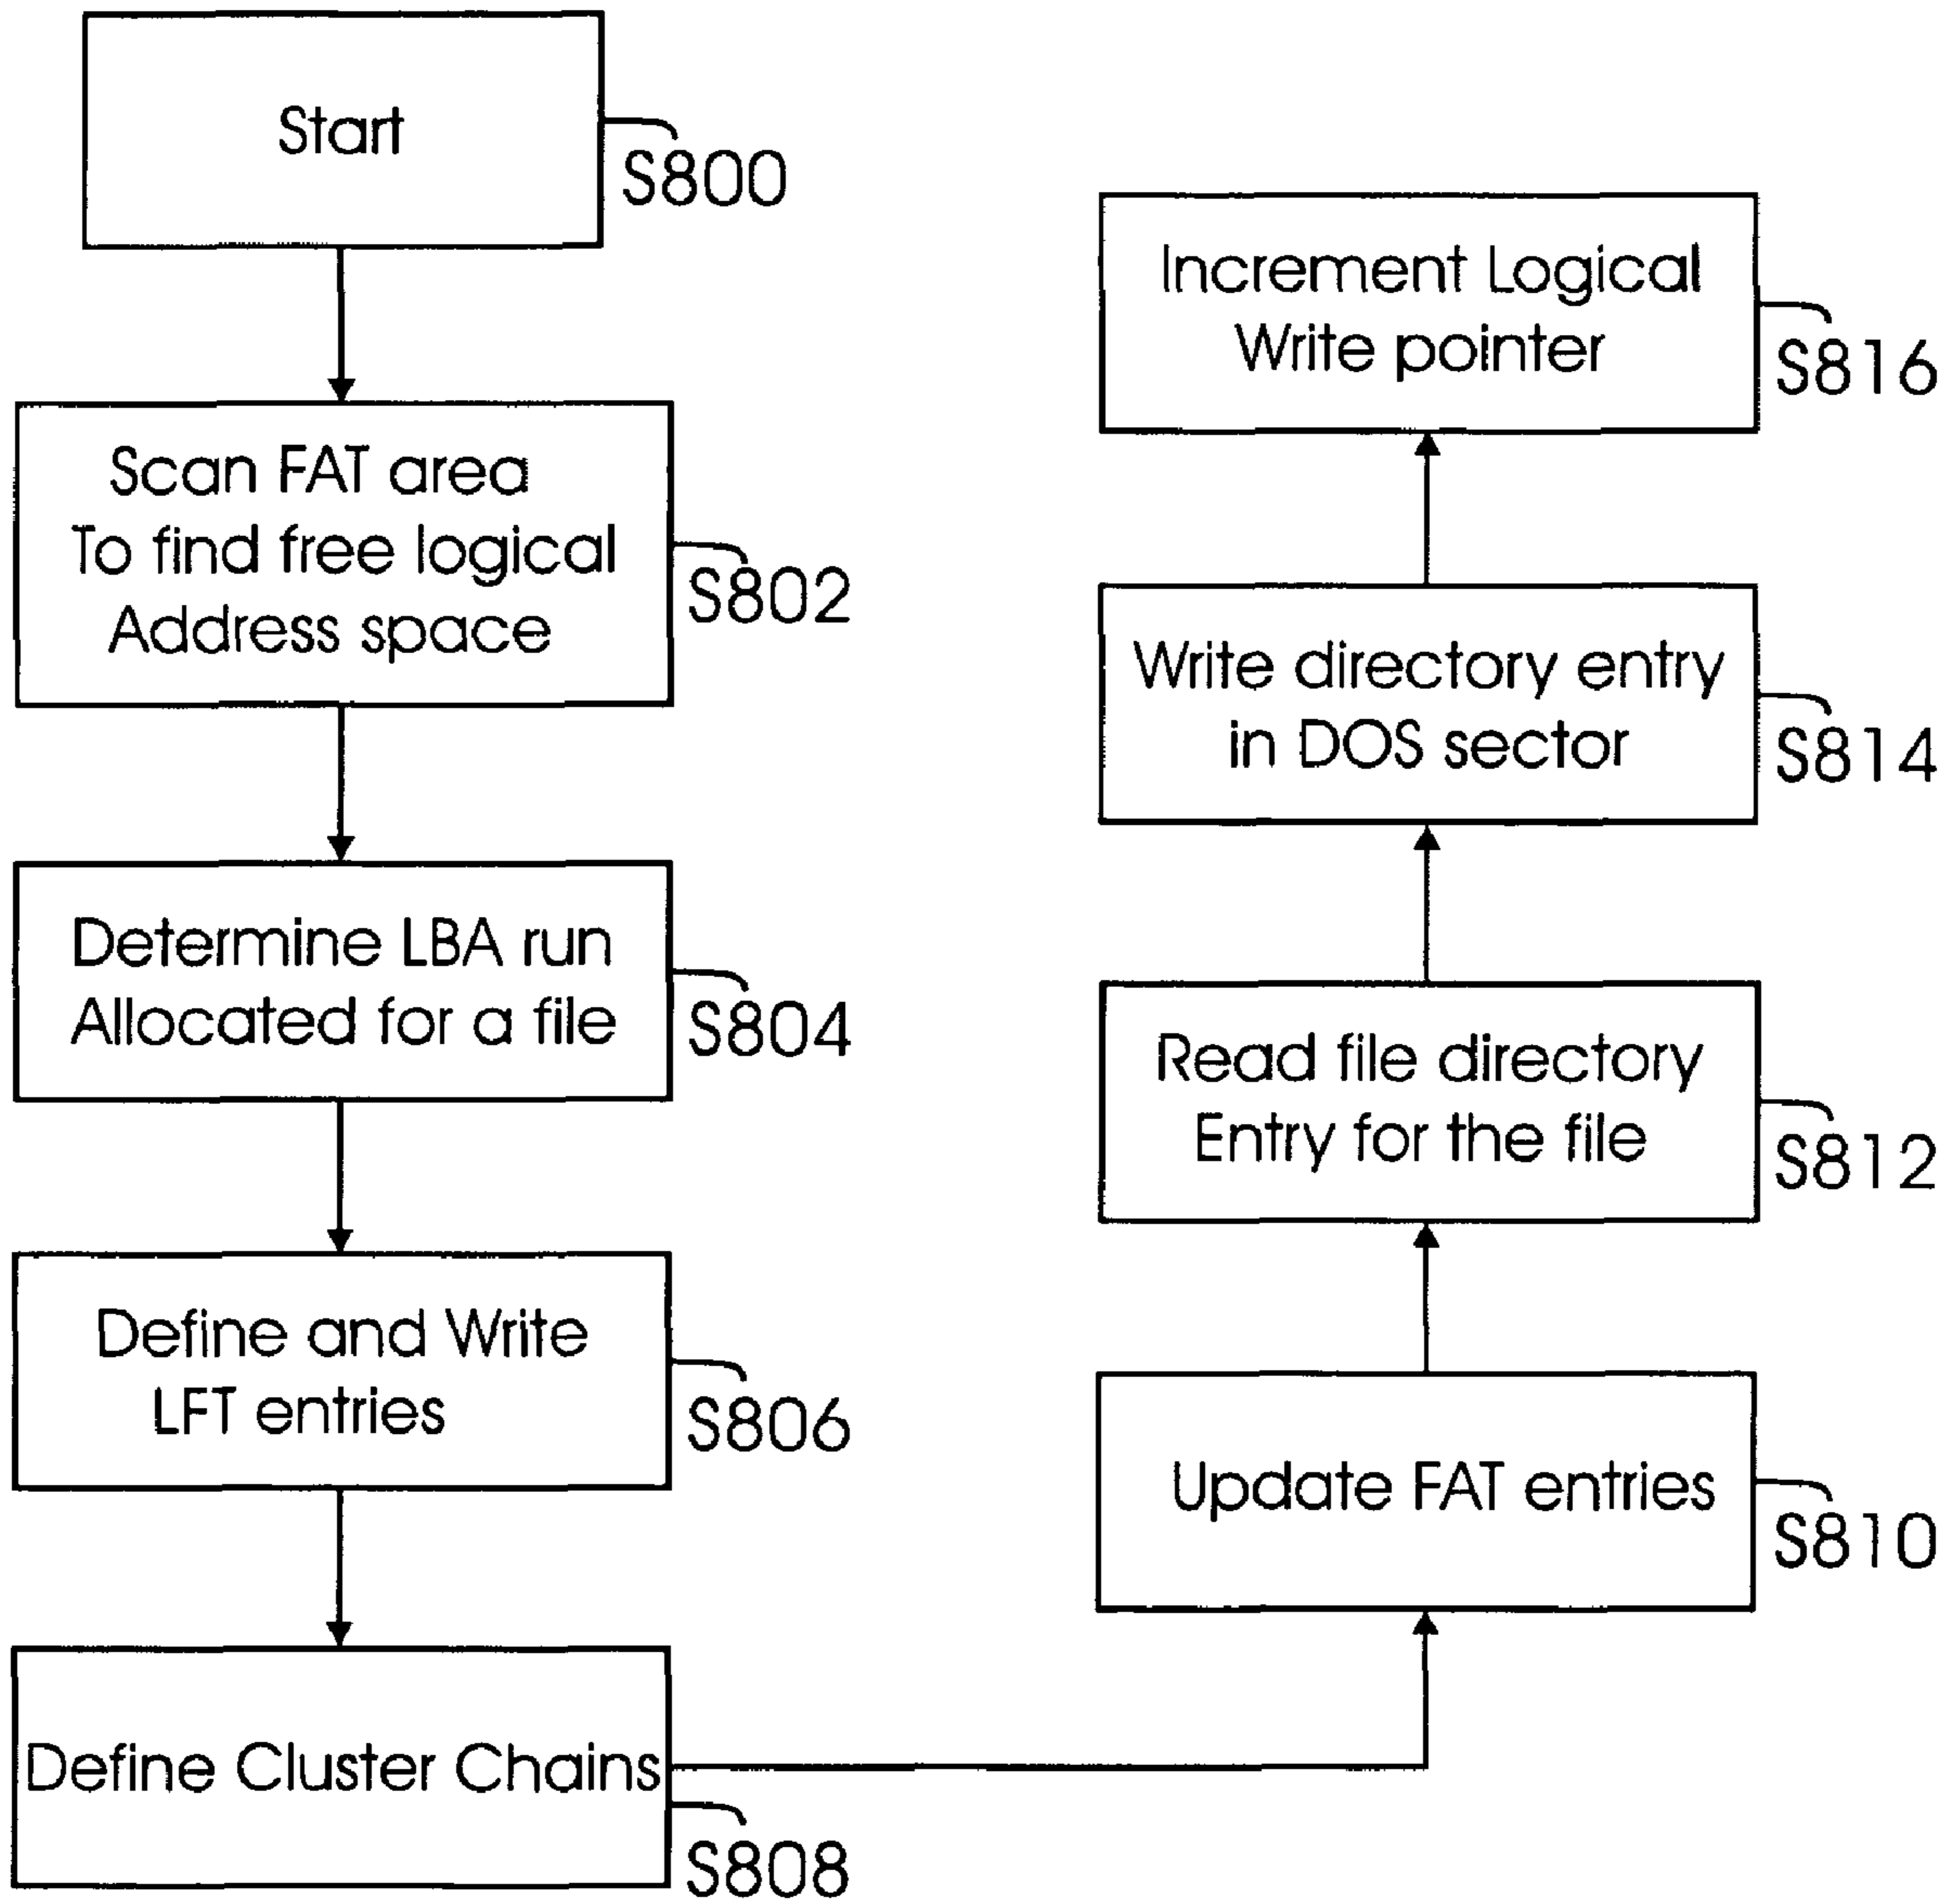 Start
S800
Scan FAT area
To find free logical
Address space
S802
Determine LBA run
Allocated for a file
S804
Define and Write
LFT entries
S806
Define Cluster Chains
S808
Update FAT entries
S810
Read file directory
Entry for the file
S812
Write directory entry
in DOS sector
S814
Increment Logical
Write pointer
S816